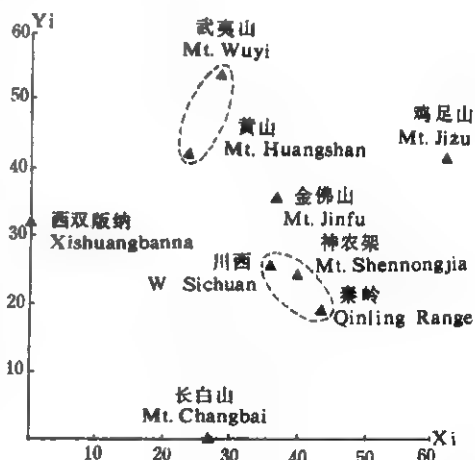 Yi
武夷山
Mt. Wuyi
50
鸡足山
Mt. Jizu
黄山
Mt. Huangshan
40
金佛山
Mt. Jinfu
西双版纳
Xishuangbanna
30
神农架
Mt. Shennongjia
川西
W Sichuan
秦岭
Qinling Range
20
10
长白山
Mt. Changbai
Xi
10 20 30 40 50 60